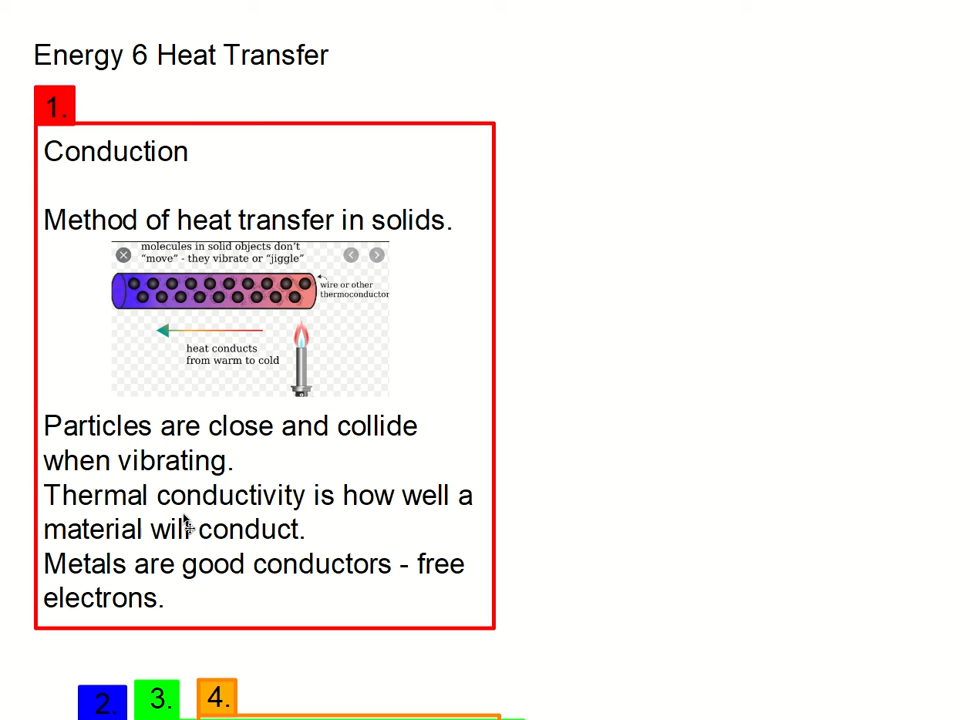 Energy 6 Heat Transfer
1.
Conduction
Method of heat transfer in solids.
molecules in solid objects don't
"move" - they vibrate or "jiggle"
wire or other
thermoconductor
heat conducts
from warm to cold
Particles are close and collide
when vibrating.
Thermal conductivity is how well a
material will conduct.
Metals are good conductors - free
electrons.
2.
3.
4.